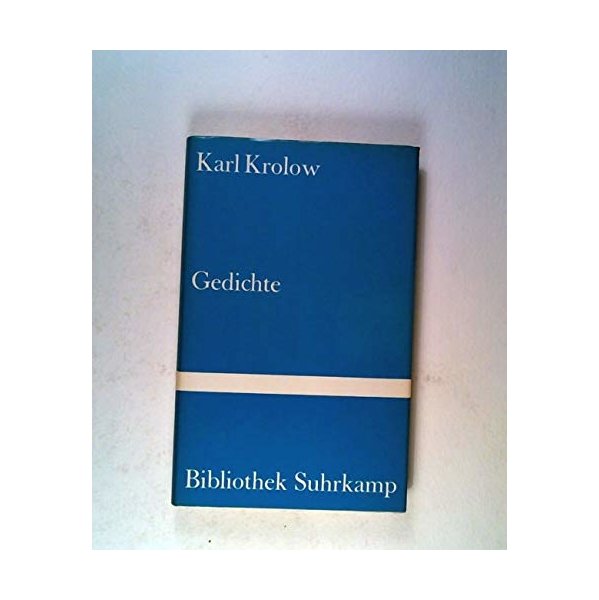 Karl Krolow
Gedichte
Bibliothek Suhrkamp